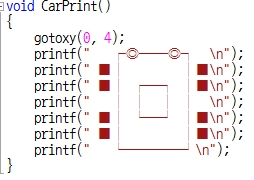 void CarPrint()
{
gotoxy(0, 4);
printf("    ┌─◎───◎─┐  \n");
printf(" ■ │         │ ■\n");
printf(" ■ │  ┌──┐  │ ■\n");
printf("    │  │   │  │   \n");
printf(" ■ │  └──┘  │ ■\n");
printf(" ■ │         │ ■\n");
printf("    ─────── \n");
}